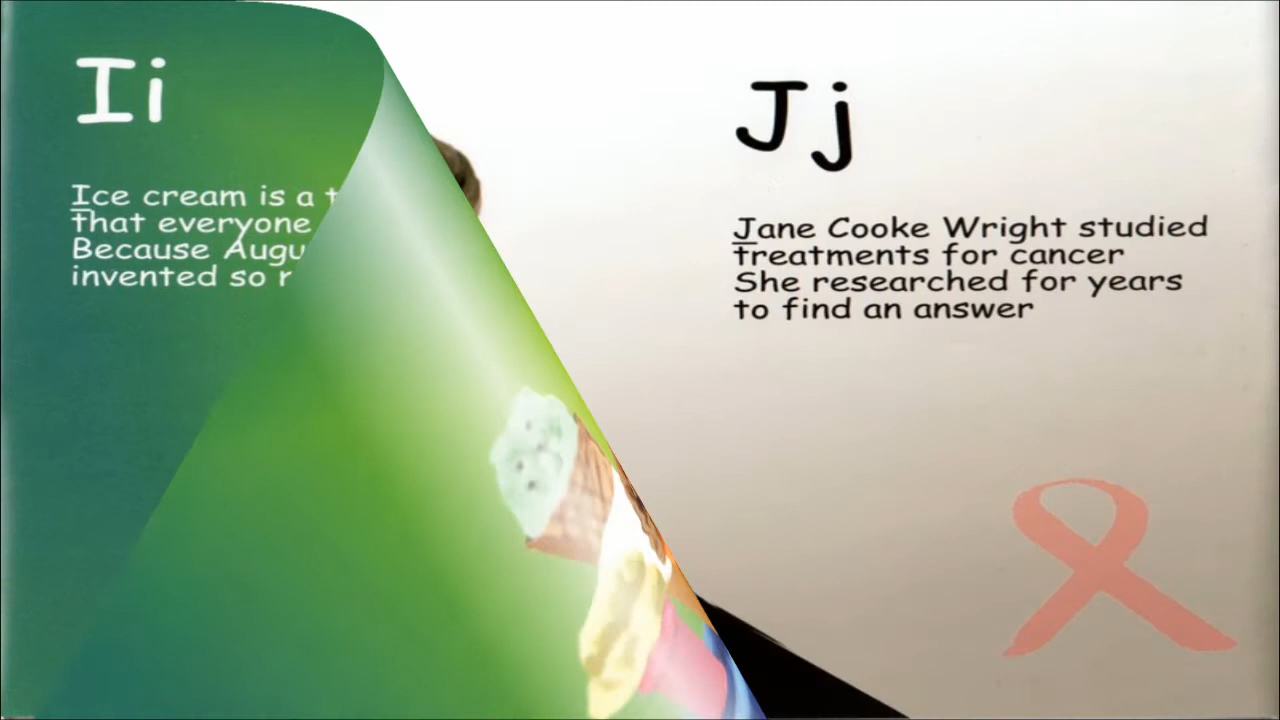 Ii
Ice cream is a
that everyone
Because
invented so
Jj
Jane Cooke Wright studied
treatments for cancer
She researched for years
to find an answer